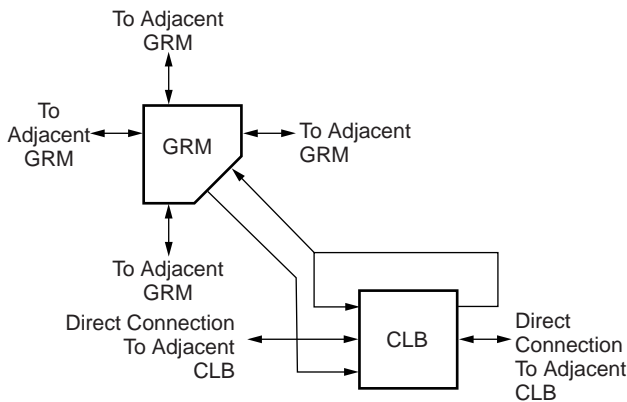 To Adjacent
GRM
To
Adjacent
GRM
GRM
To Adjacent
GRM
To Adjacent
GRM
Direct Connection
To Adjacent
CLB
CLB
Direct
Connection
To Adjacent
CLB